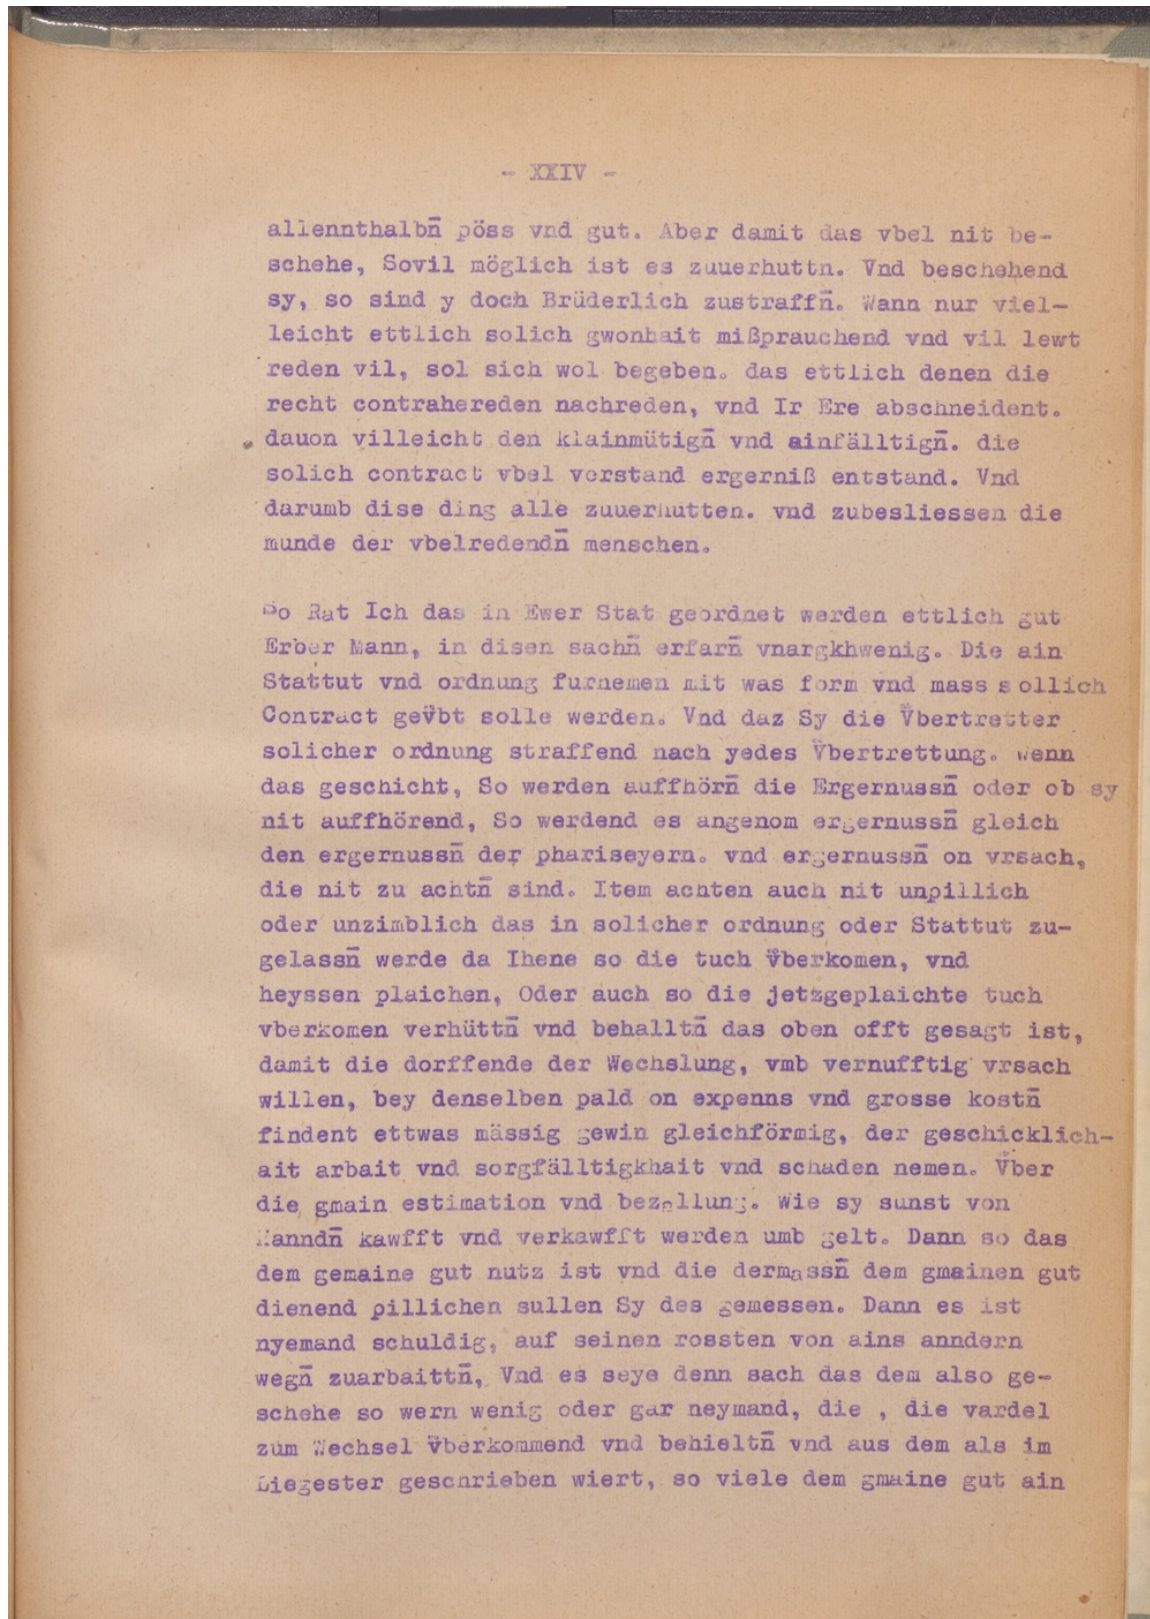 - XXIV -
allennthalbn̄ pöss vnd gut. Aber damit das vbel nit be-
schehe, Sovil möglich ist es zuuerhuttn. Vnd beschehend
sy, so sind y doch Brüderlich zustraffn̄. Wann nur viel-
leicht ettlich solich gwonhait mißprauchend vnd vil lewt
reden vil, sol sich wol begeben. das ettlich denen die
recht contrahereden nachreden, vnd Ir Ere abschneident.
dauon villeicht den klainmütign̄ vnd einfälltign̄. die
solich contract vbel verstand ergerniß entstand. Vnd
darumb dise ding alle zuuerhutten. vnd zubesliessen die
munde der vbelredendn̄ menschen.
So Rat Ich das in Ewer Stat geordnet werden ettlich gut
Erber Mann, in disen sachn̄ erfarn̄ vnargkhwenig. Die ain
Stattut vnd ordnung furnemen mit was form vnd mass sollich
Contract gev̈bt solle werden. Vnd daz Sy die V̈bertretter
solicher ordnung straffend nach yedes V̈bertrettung. wenn
das geschicht, So werden auffhörn̄ die Ergernussn̄ oder ob sy
nit auffhörend, So werdend es angenom ergernussn̄ gleich
den ergernussn̄ der phariseyern. vnd ergernussn̄ on vrsach,
die nit zu achtn̄ sind. Item achten auch nit unpillich
oder unzimblich das in solicher ordnung oder Stattut zu-
gelassn̄ werde da Ihene so die tuch v̈berkomen, vnd
heyssen plaichen, Oder auch so die jetzgeplaichte tuch
vberkomen verhüttn̄ vnd behalltn̄ das oben offt gesagt ist,
damit die dorffende der Wechslung, vmb vernufftig vrsach
willen, bey denselben pald on expenns vnd grosse kostn̄
findent ettwas mässig gewin gleichförmig, der geschicklich-
ait arbait vnd sorgfälltigkhait vnd schaden nemen. V̈ber
die gmain estimation vnd bezallung. Wie sy sunst von
Hanndn̄ kawfft vnd verkawfft werden umb gelt. Dann so das
dem gemaine gut nutz ist vnd die dermassn̄ dem gmainen gut
dienend pillichen sullen Sy des gemessen. Dann es ist
nyemand schuldig, auf seinen rossten von ains anndern
wegn̄ zuarbaittn̄, Vnd es seye denn sach das dem also ge-
schehe so wern wenig oder gar neymand, die , die vardel
zum Wechsel v̈berkommend vnd behieltn̄ vnd aus dem als im
Liegester geschrieben wiert, so viele dem gmaine gut ain